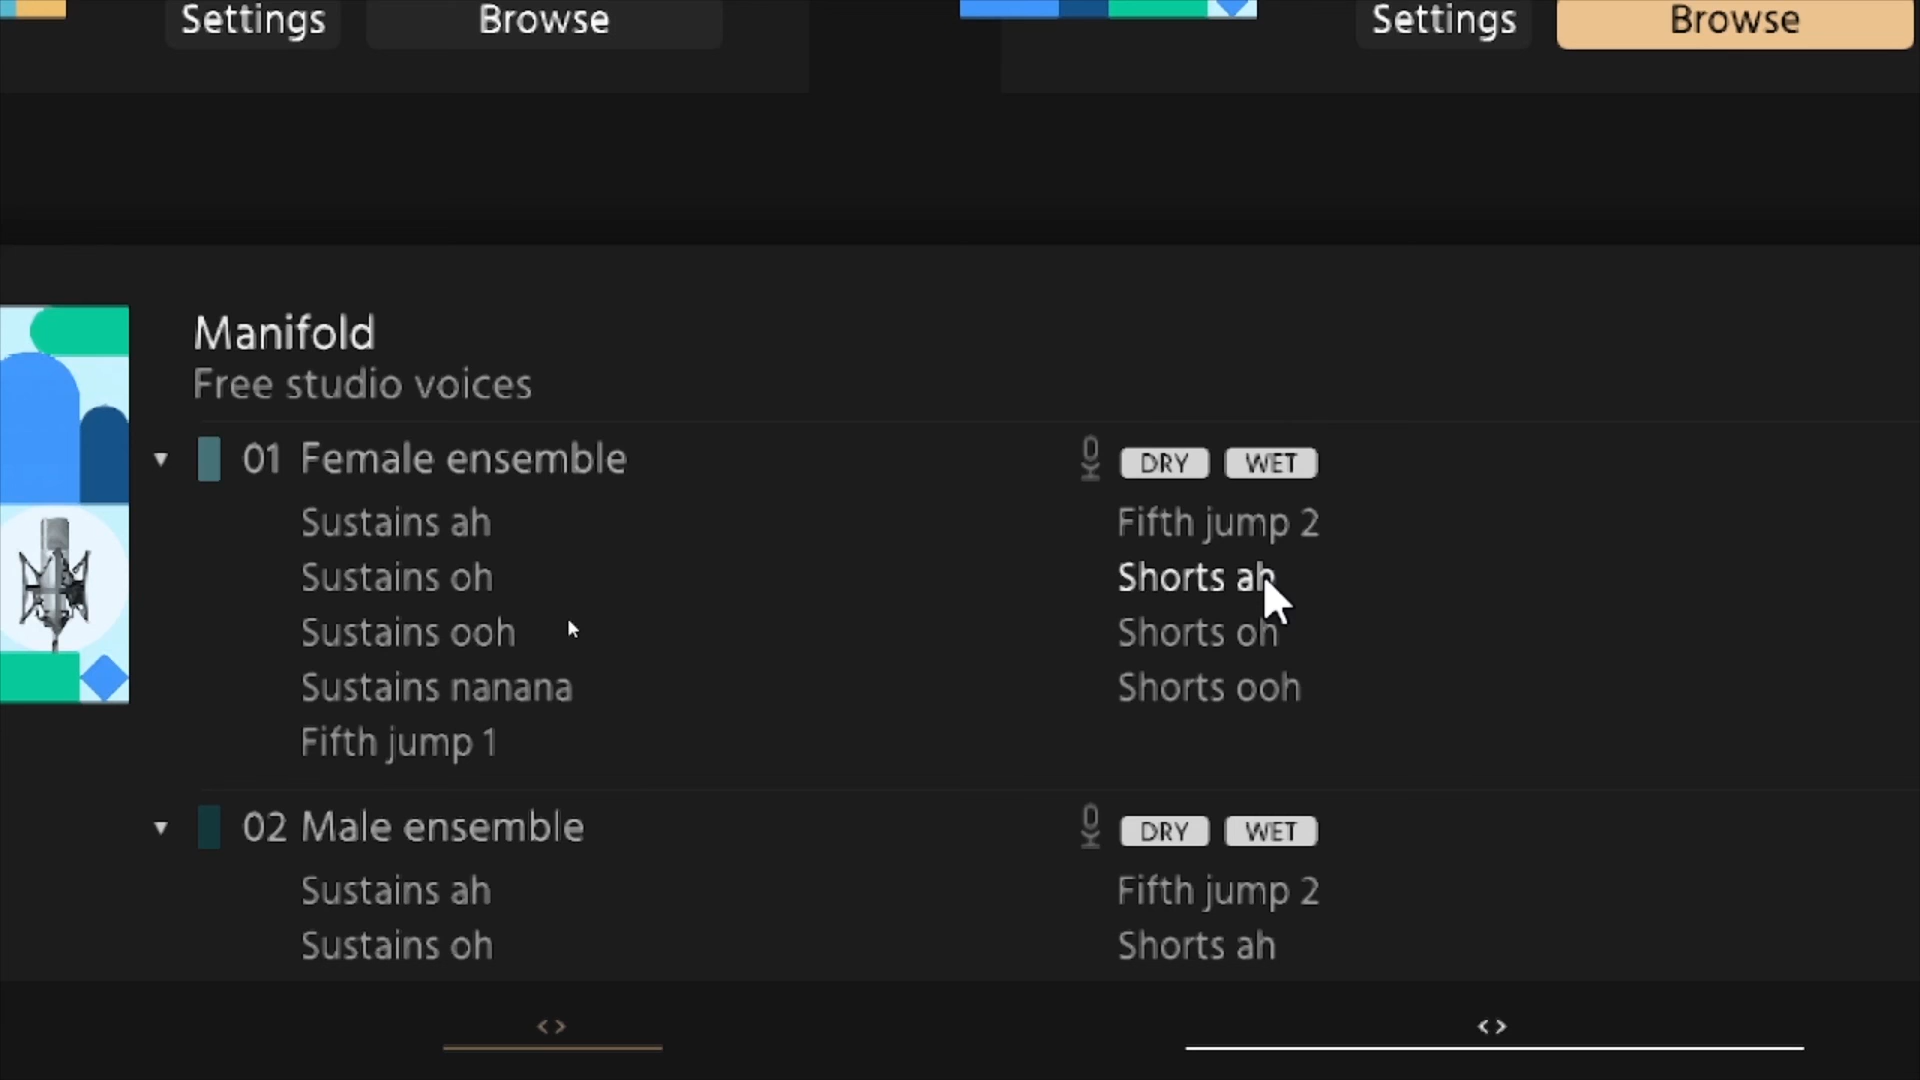 Settings Browse Settings Browse
Manifold
Free studio voices
01 Female ensemble DRY WET
Sustains ah Fifth jump 2
Sustains oh Shorts ah
Sustains ooh Shorts oh
Sustains nanana Shorts ooh
Fifth jump 1
02 Male ensemble DRY WET
Sustains ah Fifth jump 2
Sustains oh Shorts ah